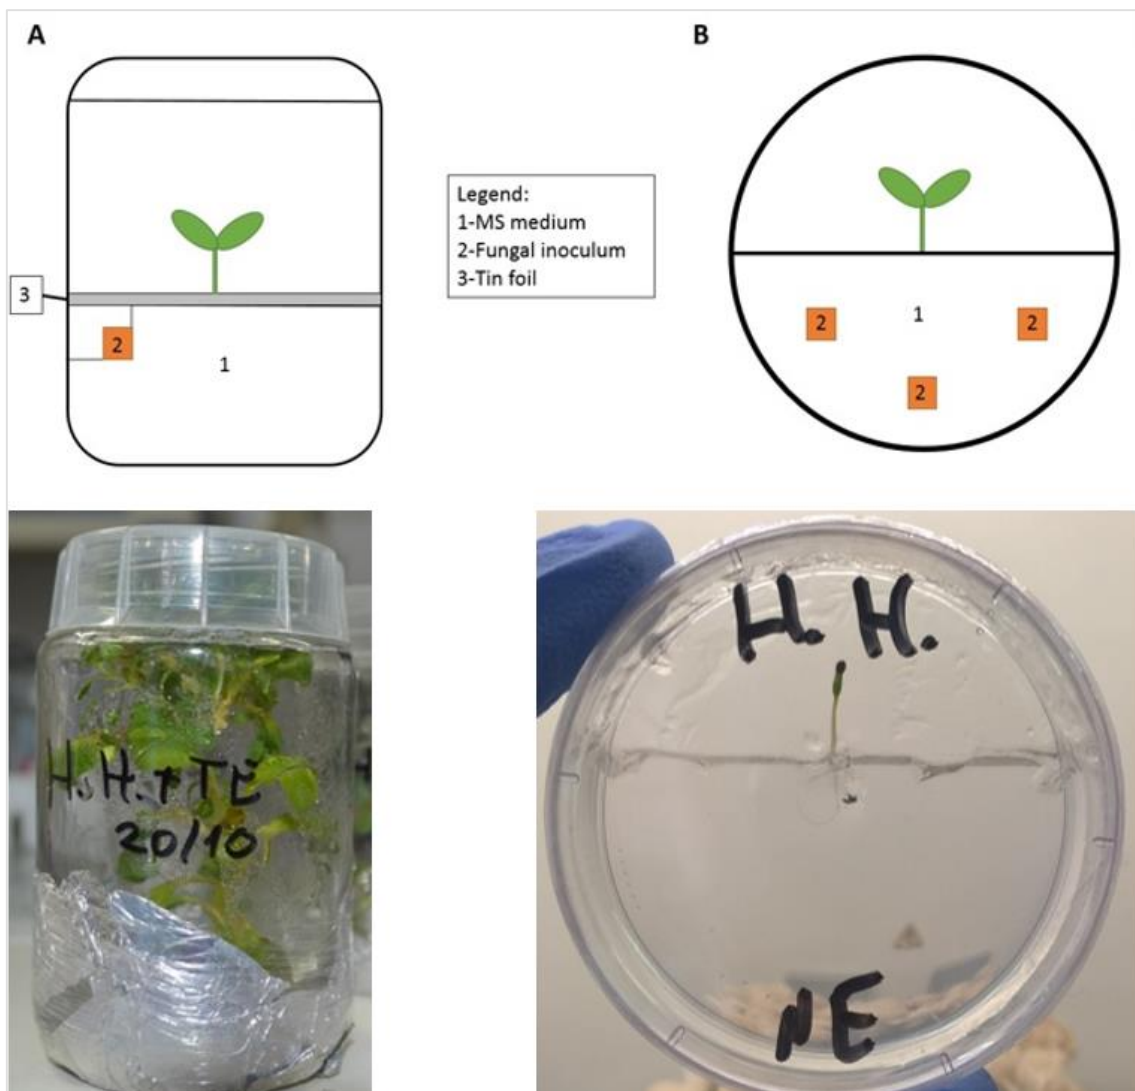 A
B
Legend:
1-MS medium
2-Fungal inoculum
3-Tin foil
3
2
1
2
1
2
2
H. H. + TE
20/10
H. H.
NE